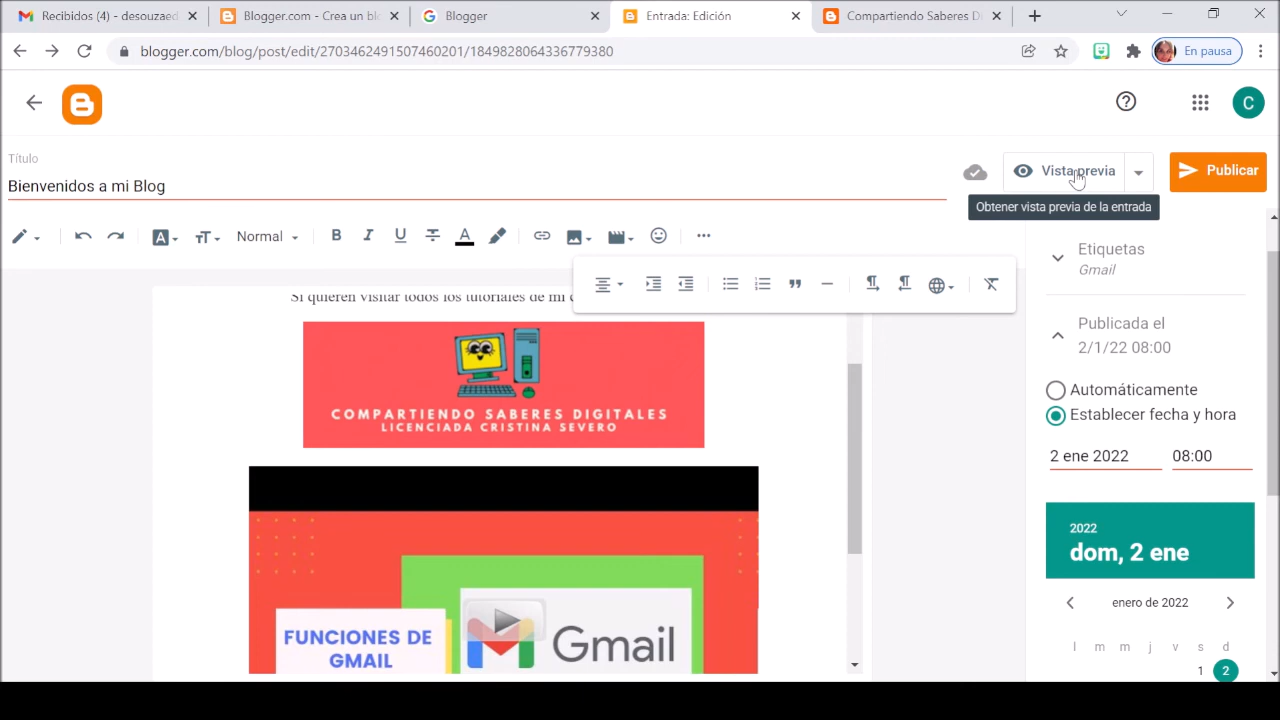 Recibidos (4) - desouzaed
Blogger.com - Crea un blo
Blogger
Entrada: Edición
Compartiendo Saberes D
blogger.com/blog/post/edit/2703462491507460201/1849828064336779380
En pausa
C
Título
Bienvenidos a mi Blog
Vista previa
Publicar
Obtener vista previa de la entrada
Normal
Si quieren visitar todos los tutoriales de mi
COMPARTIENDO SABERES DIGITALES
LICENCIADA CRISTINA SEVERO
FUNCIONES DE
GMAIL
Gmail
Etiquetas
Gmail
Publicada el
2/1/22 08:00
Automáticamente
Establecer fecha y hora
2 ene 2022 08:00
2022
dom, 2 ene
enero de 2022
l m m j v s d
1 2